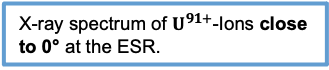 X-ray spectrum of U⁹¹⁺-Ions close
to 0° at the ESR.